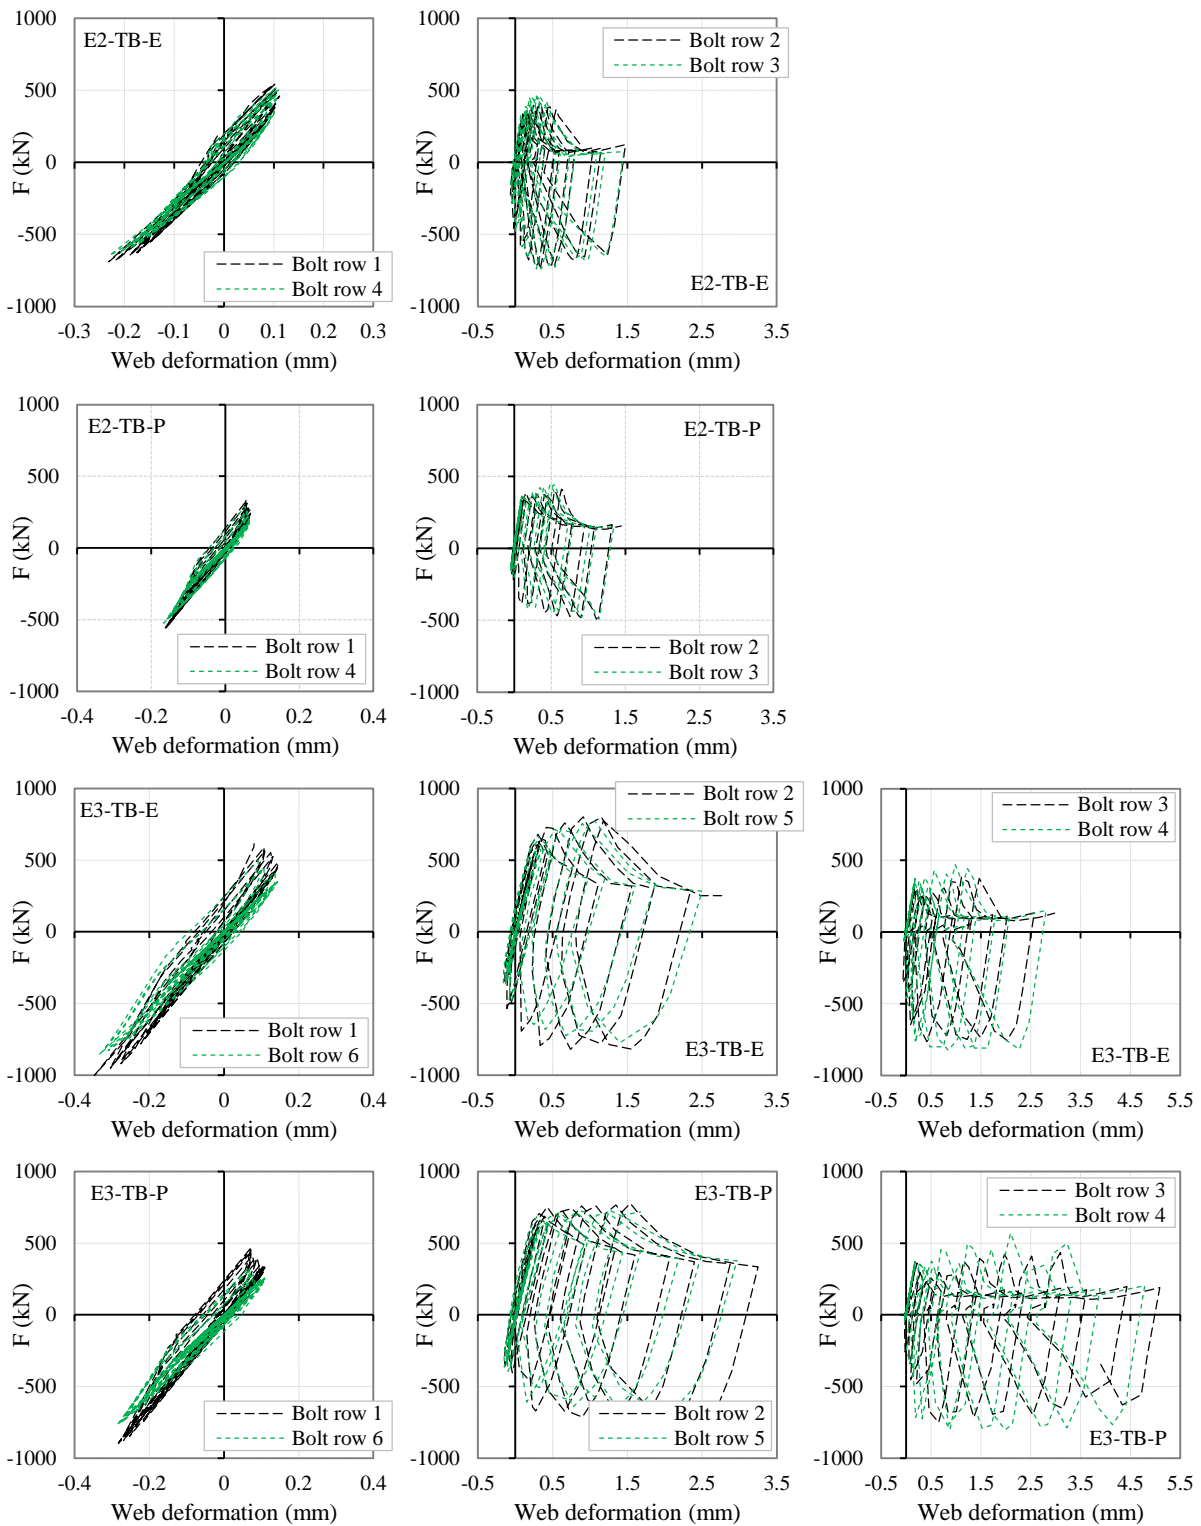 1000
500
0
-500
-1000
F (kN)
E2-TB-E
Bolt row 1
Bolt row 4
-0.3 -0.2 -0.1 0 0.1 0.2 0.3
Web deformation (mm)
1000
500
0
-500
-1000
F (kN)
Bolt row 2
Bolt row 3
E2-TB-E
-0.5 0.5 1.5 2.5 3.5
Web deformation (mm)
1000
500
0
-500
-1000
F (kN)
E2-TB-P
Bolt row 1
Bolt row 4
-0.4 -0.2 0 0.2 0.4
Web deformation (mm)
1000
500
0
-500
-1000
F (kN)
E2-TB-P
Bolt row 2
Bolt row 3
-0.5 0.5 1.5 2.5 3.5
Web deformation (mm)
1000
500
0
-500
-1000
F (kN)
E3-TB-E
Bolt row 1
Bolt row 6
-0.4 -0.2 0 0.2 0.4
Web deformation (mm)
1000
500
0
-500
-1000
F (kN)
Bolt row 2
Bolt row 5
E3-TB-E
-0.5 0.5 1.5 2.5 3.5
Web deformation (mm)
1000
500
0
-500
-1000
F (kN)
Bolt row 3
Bolt row 4
E3-TB-E
-0.5 0.5 1.5 2.5 3.5 4.5 5.5
Web deformation (mm)
1000
500
0
-500
-1000
F (kN)
E3-TB-P
Bolt row 1
Bolt row 6
-0.4 -0.2 0 0.2 0.4
Web deformation (mm)
1000
500
0
-500
-1000
F (kN)
E3-TB-P
Bolt row 2
Bolt row 5
-0.5 0.5 1.5 2.5 3.5
Web deformation (mm)
1000
500
0
-500
-1000
F (kN)
Bolt row 3
Bolt row 4
E3-TB-P
-0.5 0.5 1.5 2.5 3.5 4.5 5.5
Web deformation (mm)